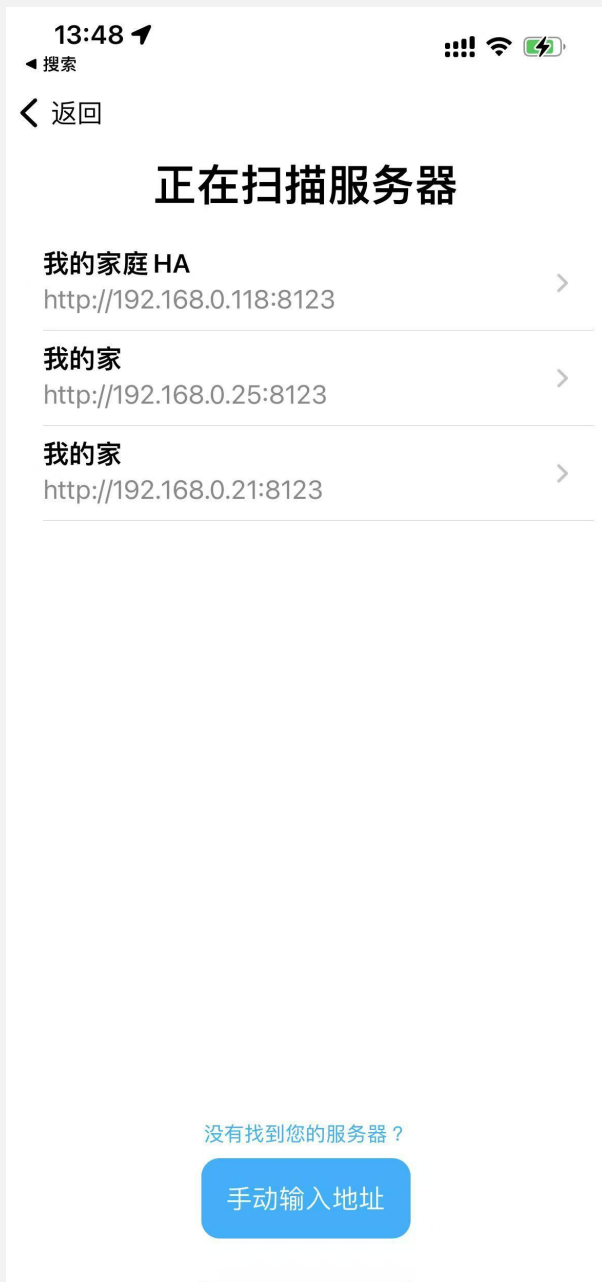 13:48
搜索
返回
正在扫描服务器
我的家庭 HA
http://192.168.0.118:8123
我的家
http://192.168.0.25:8123
我的家
http://192.168.0.21:8123
没有找到您的服务器？
手动输入地址